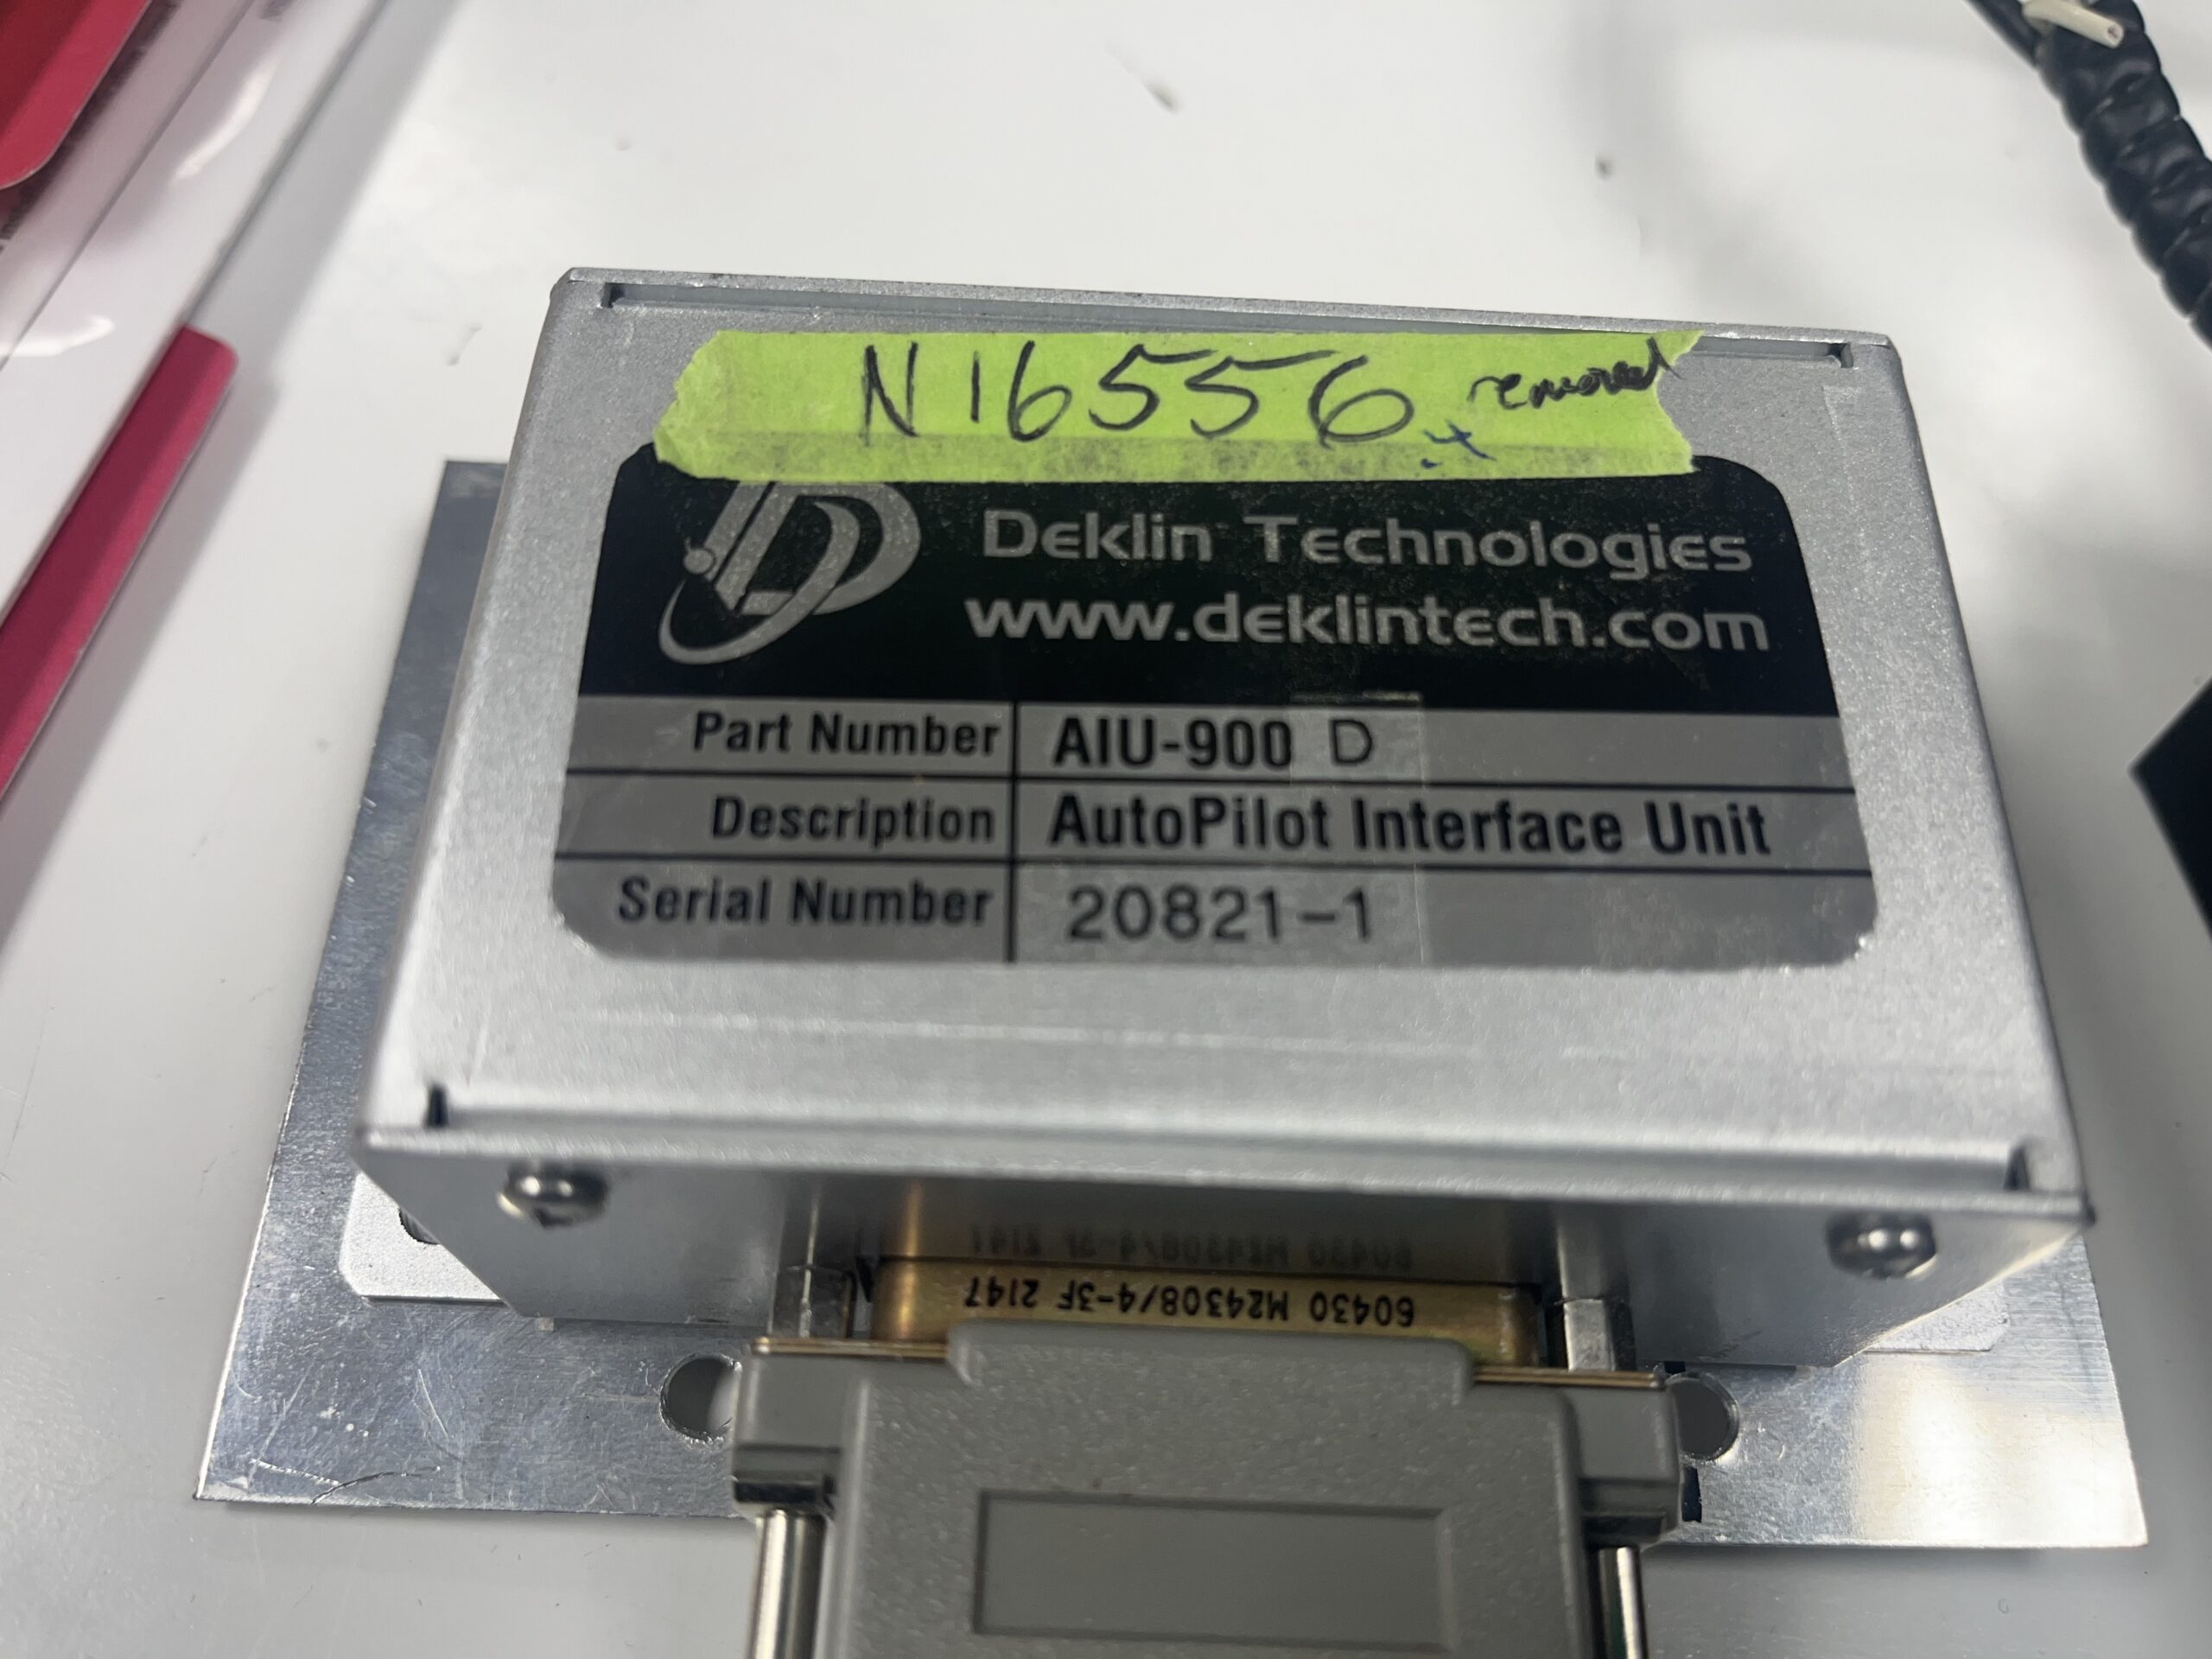 N16556 removed
Deklin Technologies
www.deklintech.com
Part Number AIU-900 D
Description AutoPilot Interface Unit
Serial Number 20821-1
60430 M24308/4-3F 2147